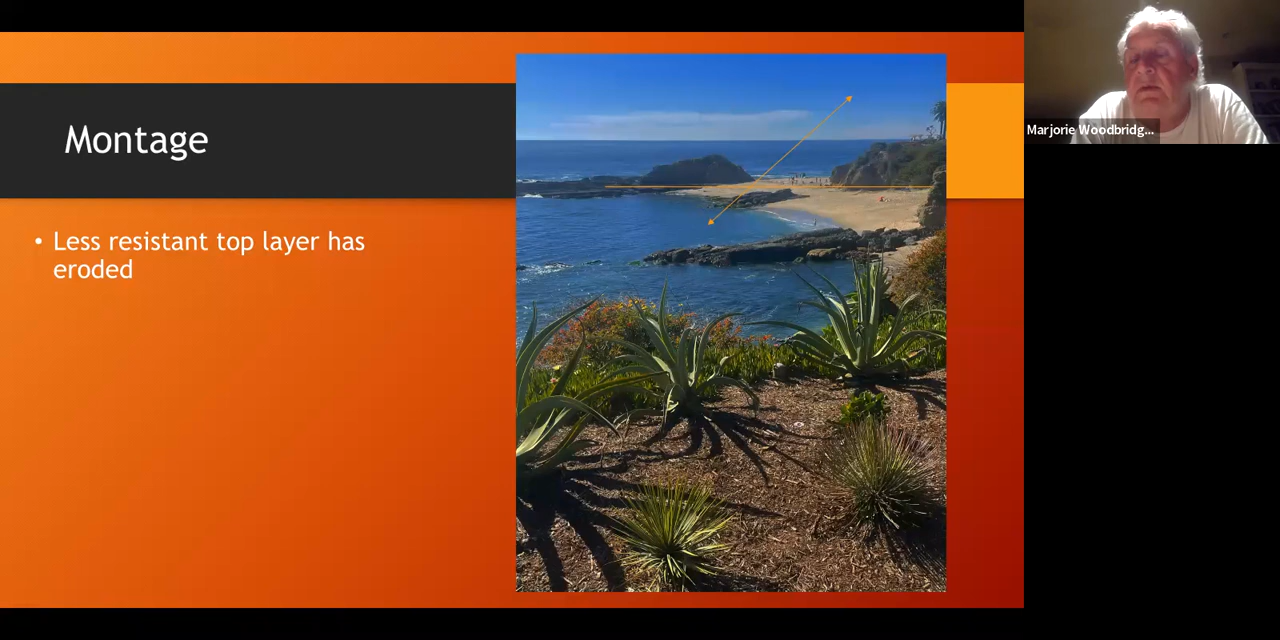 Montage
• Less resistant top layer has
eroded
Marjorie Woodbridg...